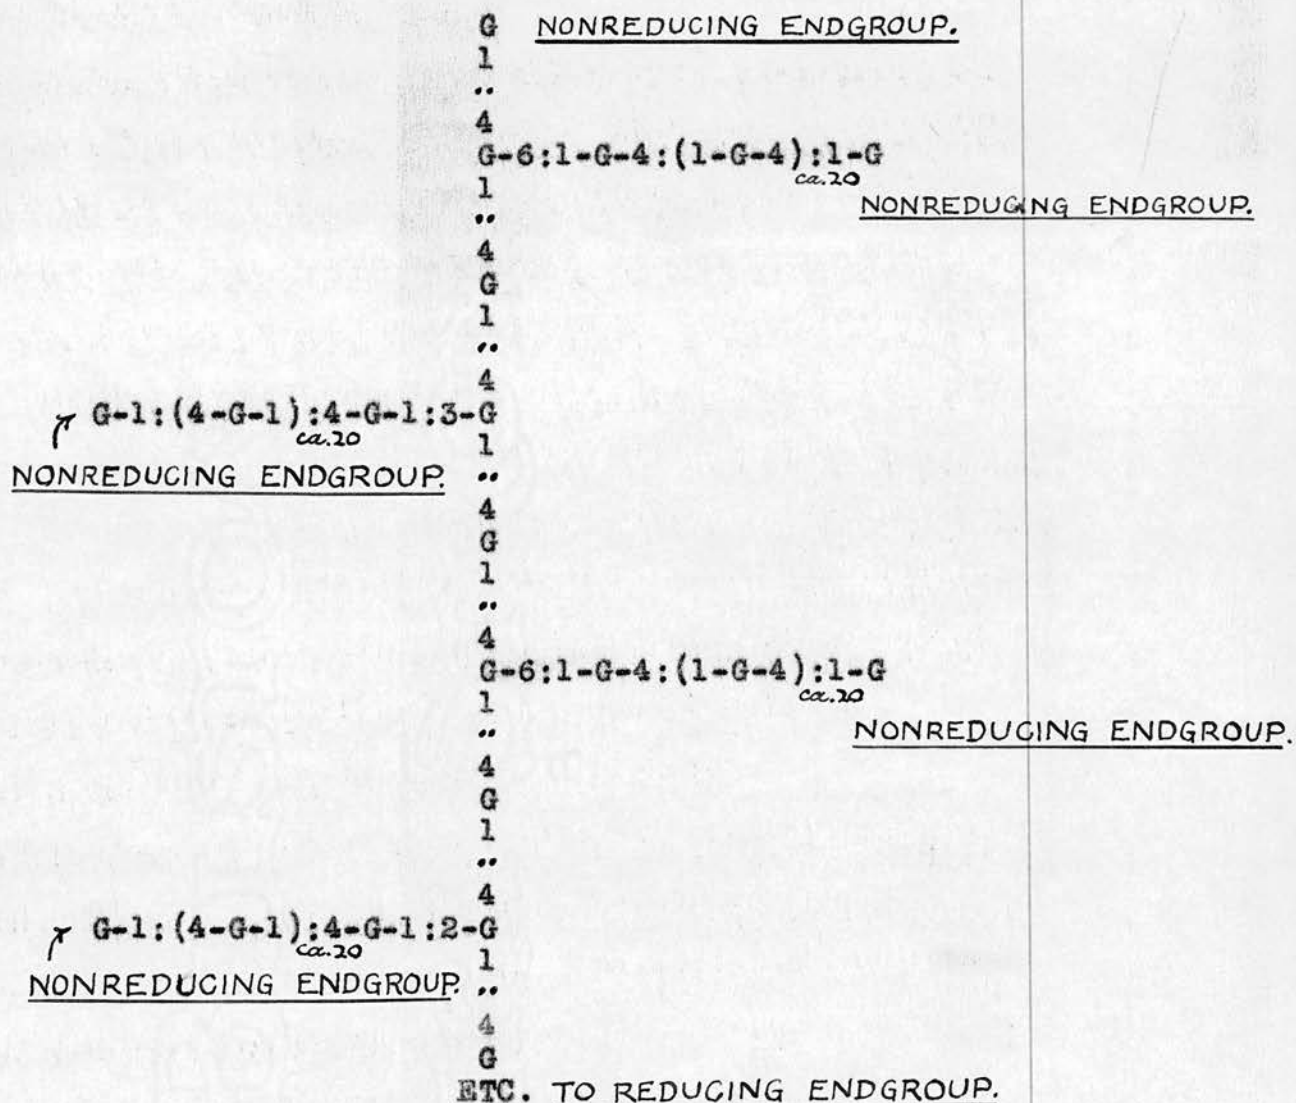 G NONREDUCING ENDGROUP.
1
..
4
G-6:1-G-4:(1-G-4):1-G
ca.20
1
NONREDUCING ENDGROUP.
..
4
G
1
..
4
G-1:(4-G-1):4-G-1:3-G
ca.20
1
NONREDUCING ENDGROUP.
..
4
G
1
..
4
G-6:1-G-4:(1-G-4):1-G
ca.20
1
NONREDUCING ENDGROUP.
..
4
G
1
..
4
G-1:(4-G-1):4-G-1:2-G
ca.20
1
NONREDUCING ENDGROUP.
..
4
G
ETC. TO REDUCING ENDGROUP.